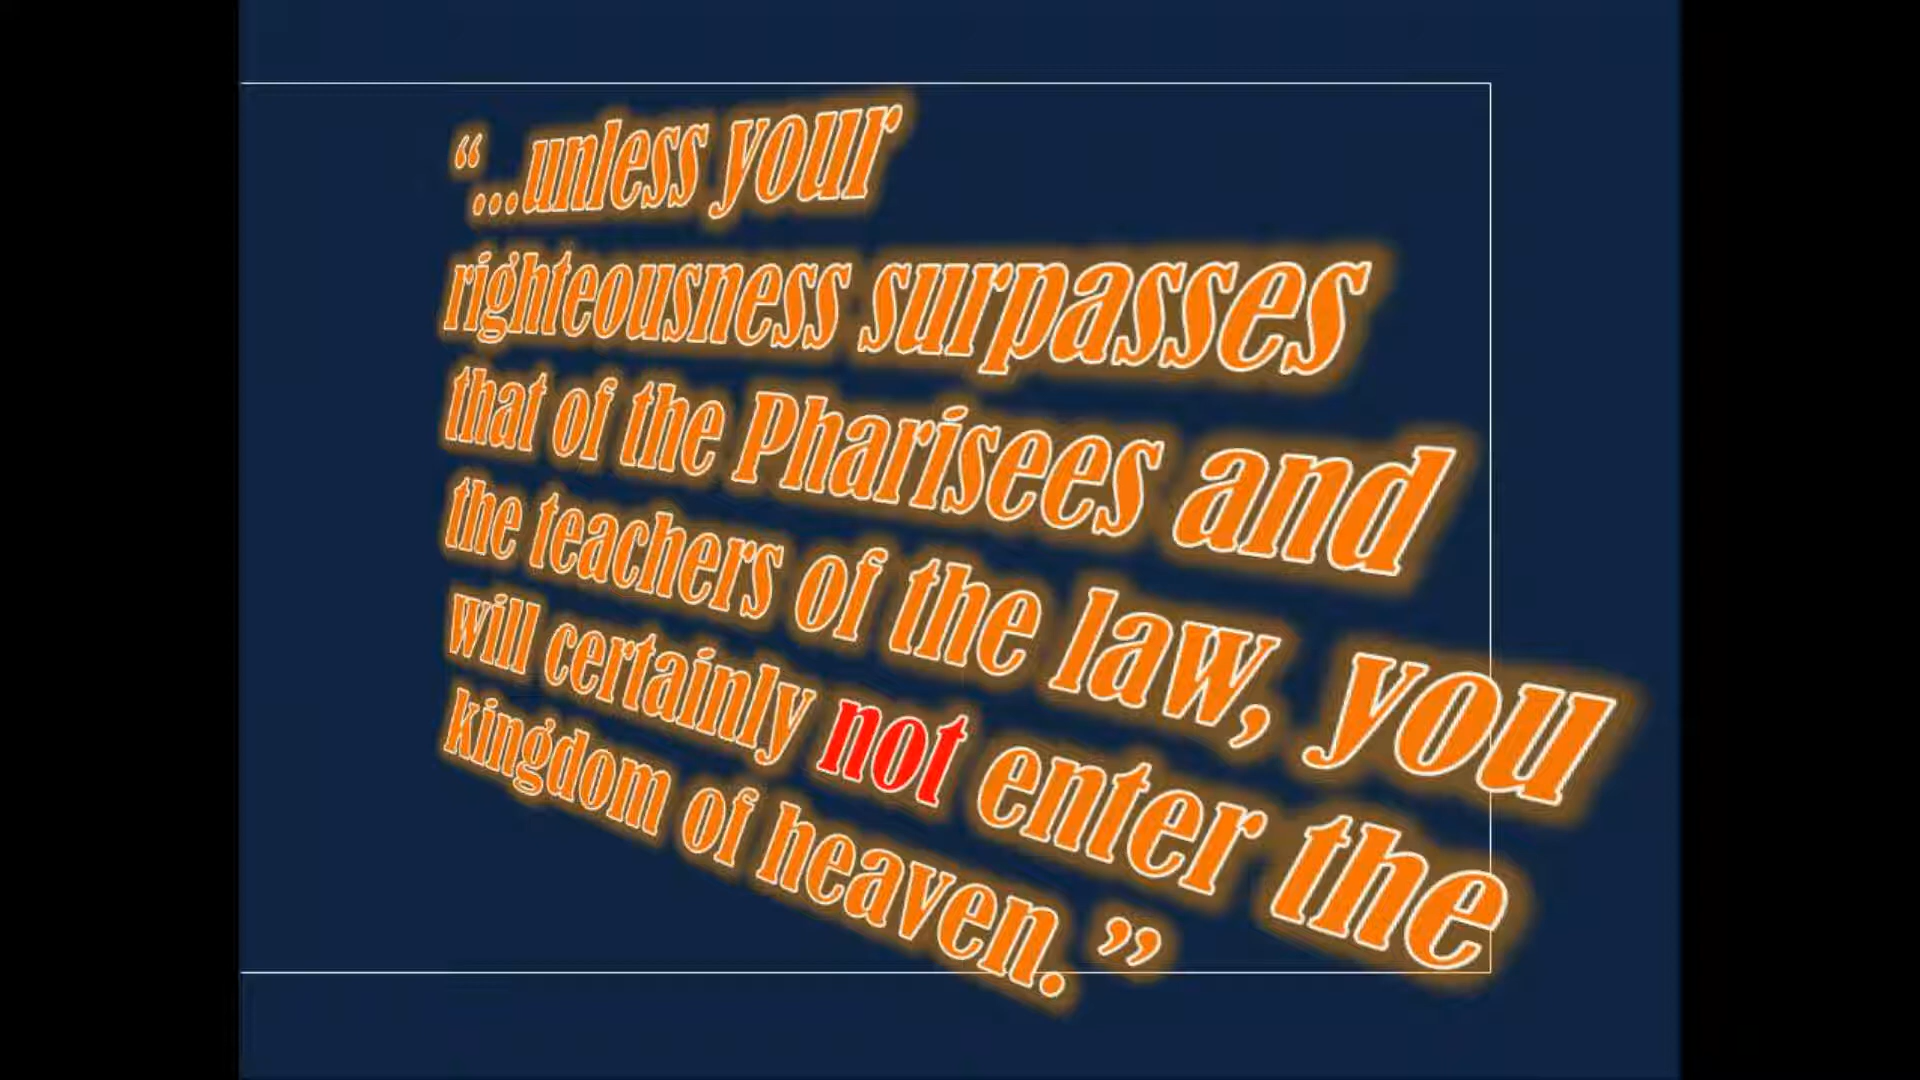 “...unless your
righteousness surpasses
that of the Pharisees and
the teachers of the law, you
will certainly not enter the
kingdom of heaven. ”